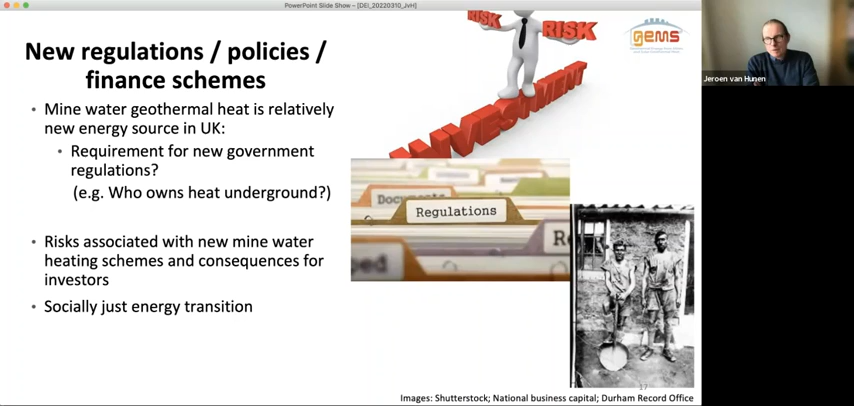 PowerPoint Slide Show - [DEI_20220310_JvH]
New regulations / policies /
finance schemes
• Mine water geothermal heat is relatively
new energy source in UK:
• Requirement for new government
regulations?
(e.g. Who owns heat underground?)
• Risks associated with new mine water
heating schemes and consequences for
investors
• Socially just energy transition
RISK
RISK
INVESTMENT
gems
Regulations
Images: Shutterstock; National business capital; Durham Record Office
17
Jeroen van Hunen